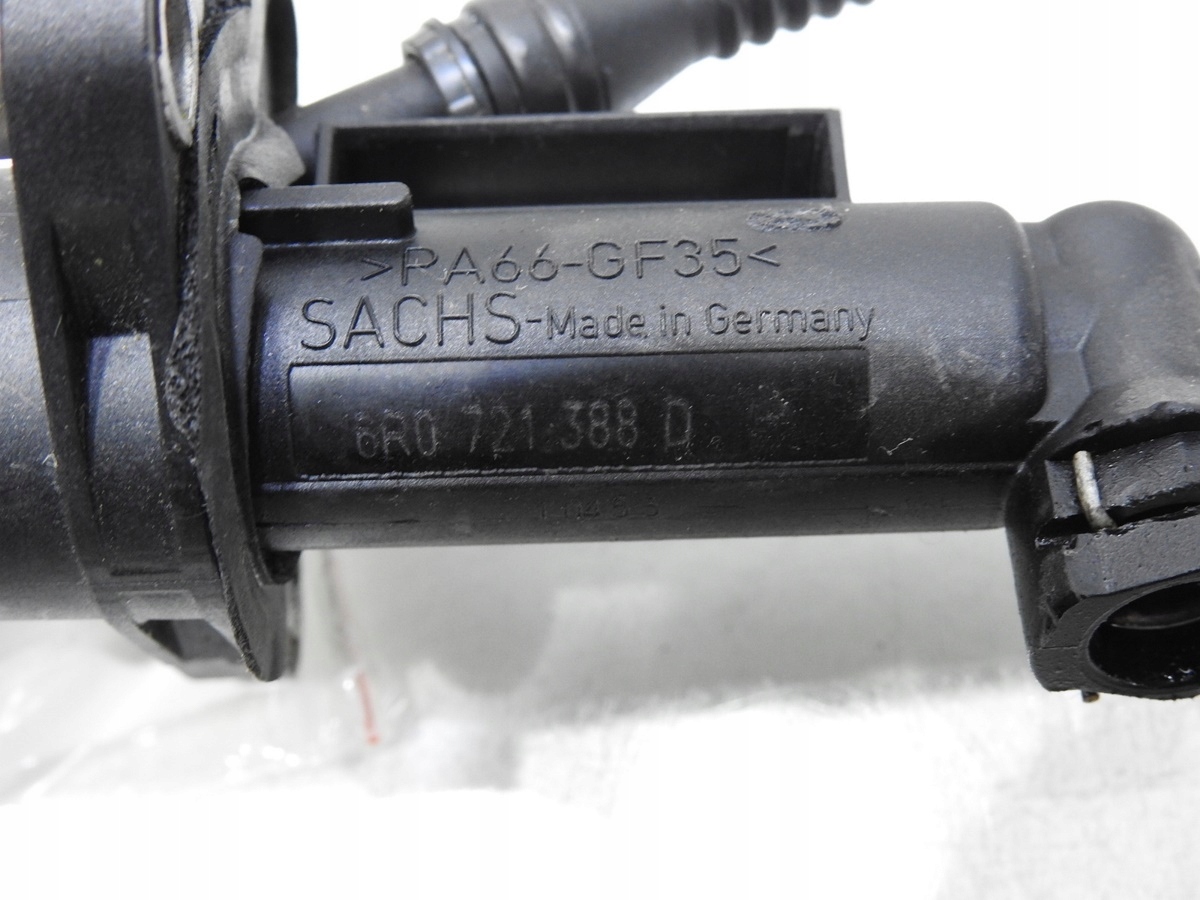 >PA66-GF35<
SACHS-Made in Germany
6R0 721 388 D